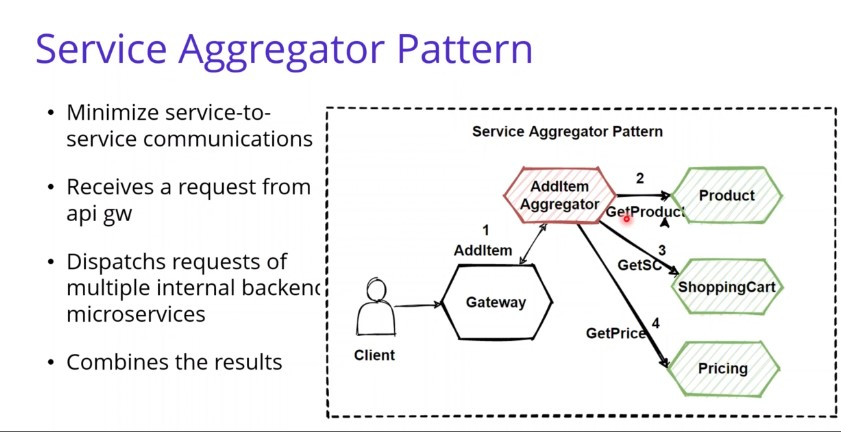 Service Aggregator Pattern
• Minimize service-to-
service communications
• Receives a request from
api gw
• Dispatchs requests of
multiple internal backend
microservices
• Combines the results
Service Aggregator Pattern
AddItem
Aggregator
2
GetProduct
Product
1
AddItem
3
GetSC
ShoppingCart
Gateway
4
GetPrice
Client
Pricing